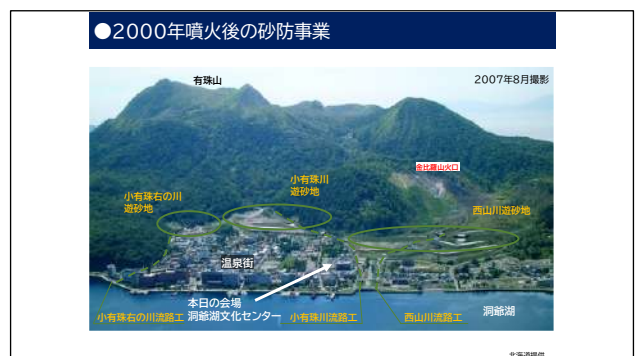 ●2000年噴火後の砂防事業
有珠山
2007年8月撮影
金比羅山火口
小有珠川
遊砂地
小有珠右の川
遊砂地
西山川遊砂地
温泉街
本日の会場
洞爺湖文化センター
小有珠右の川流路工
小有珠川流路工
西山川流路工
洞爺湖
北海道提供